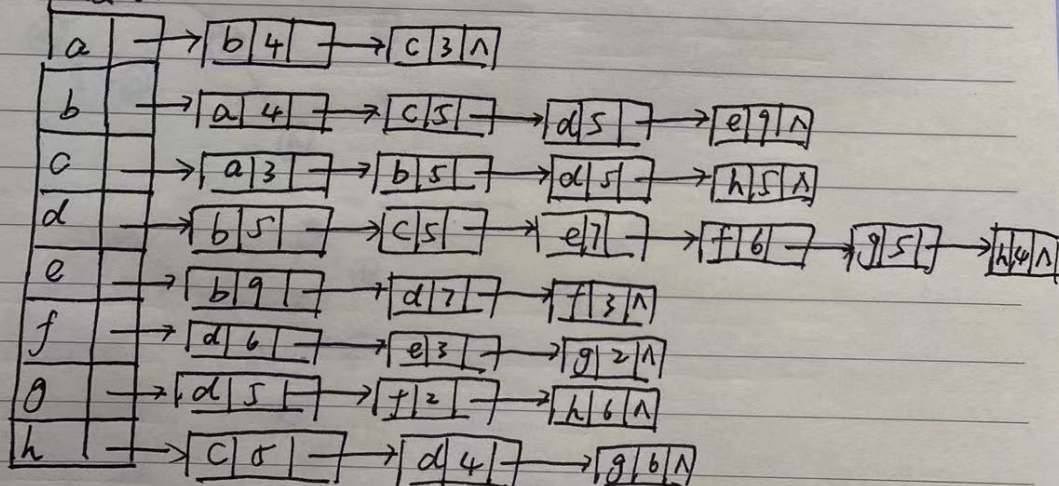 a → b 4 → c 3 ∧
b → a 4 → c 5 → d 5 → e 9 ∧
c → a 3 → b 5 → d 5 → h 5 ∧
d → b 5 → c 5 → e 7 → f 6 → g 5 → h 4 ∧
e → b 9 → d 7 → f 3 ∧
f → d 6 → e 3 → g 2 ∧
g → d 5 → f 2 → h 6 ∧
h → c 5 → d 4 → g 6 ∧